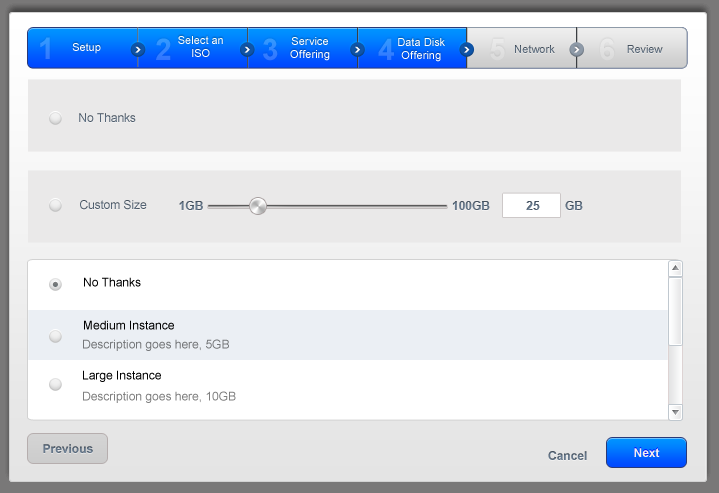 1 Setup
2 Select an ISO
3 Service Offering
4 Data Disk Offering
5 Network
6 Review
No Thanks
Custom Size 1GB 100GB 25 GB
No Thanks
Medium Instance
Description goes here, 5GB
Large Instance
Description goes here, 10GB
Previous
Cancel
Next